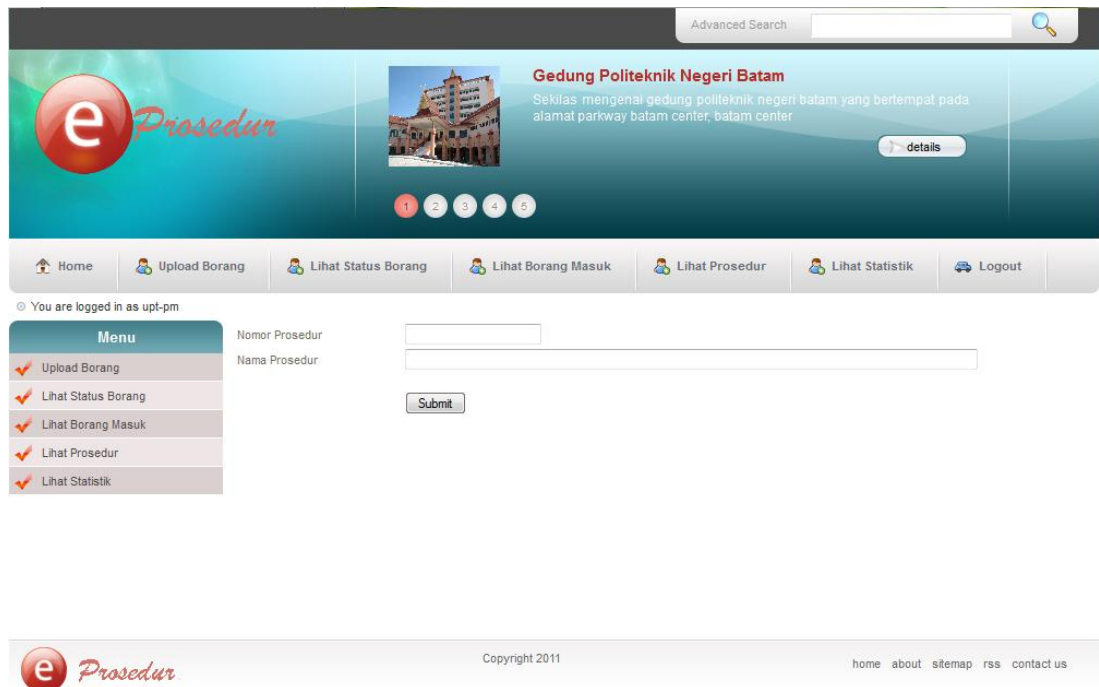 Advanced Search
e Prosedur
Gedung Politeknik Negeri Batam
Sekilas mengenai gedung politeknik negeri batam yang bertempat pada
alamat parkway batam center, batam center
details
1 2 3 4 5
Home Upload Borang Lihat Status Borang Lihat Borang Masuk Lihat Prosedur Lihat Statistik Logout
You are logged in as upt-pm
Menu
Upload Borang
Lihat Status Borang
Lihat Borang Masuk
Lihat Prosedur
Lihat Statistik
Nomor Prosedur
Nama Prosedur
Submit
e Prosedur
Copyright 2011
home about sitemap rss contact us